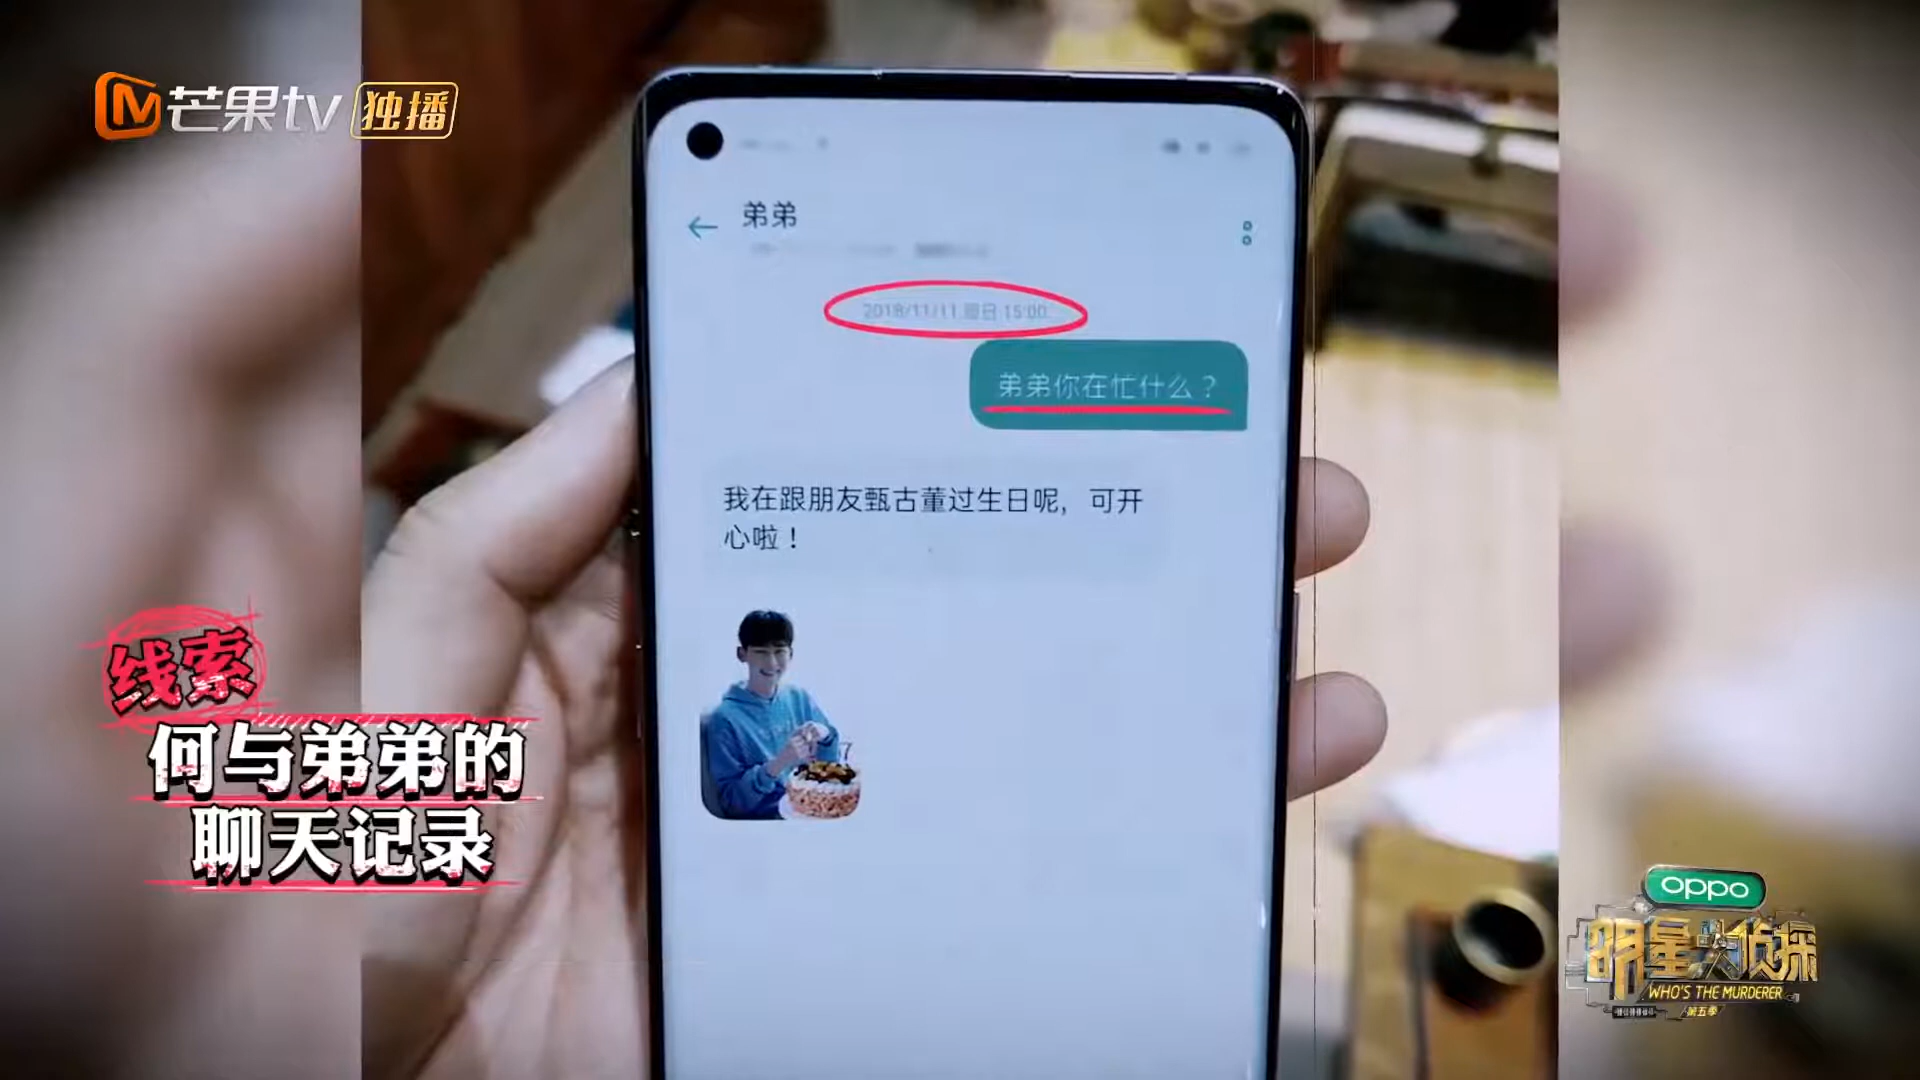 芒果tv 独播
弟弟
2018/11/11 周日 15:00
弟弟你在忙什么？
我在跟朋友甄古董过生日呢，可开
心啦！
7
线索
何与弟弟的
聊天记录
oppo
明星大侦探
WHO'S THE MURDERER
第五季